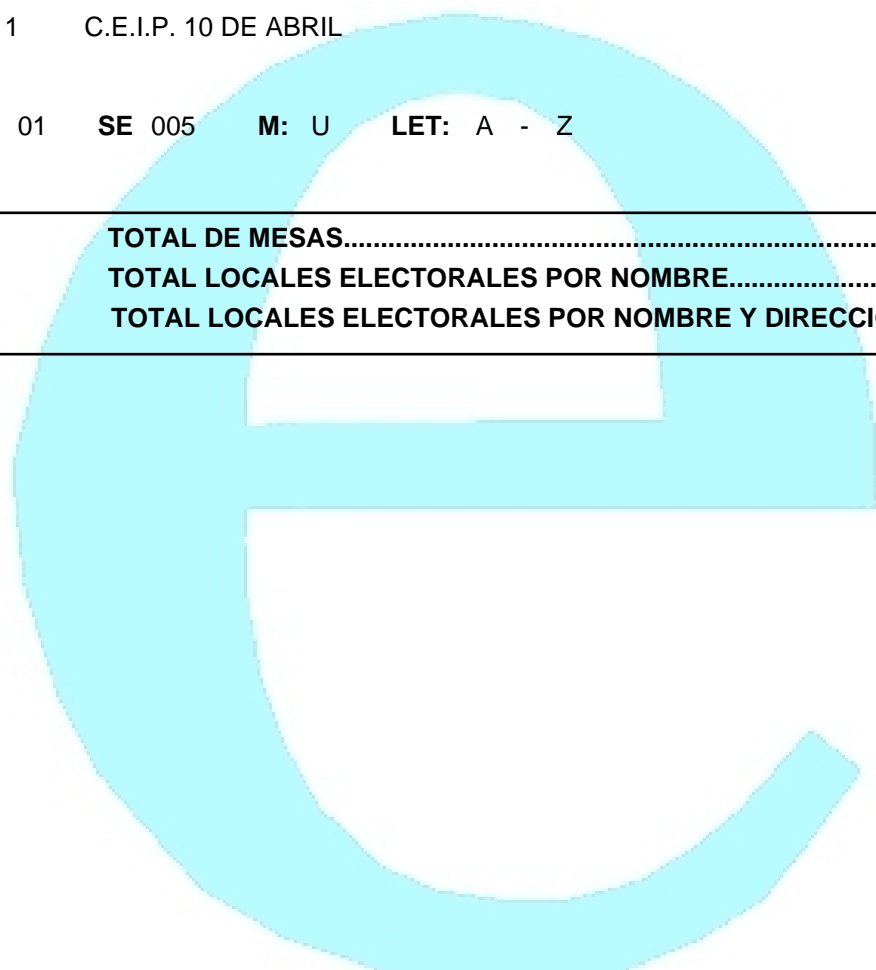 1 C.E.I.P. 10 DE ABRIL
01 SE 005 M: U LET: A - Z
TOTAL DE MESAS........................................................................
TOTAL LOCALES ELECTORALES POR NOMBRE....................
TOTAL LOCALES ELECTORALES POR NOMBRE Y DIRECCI
e